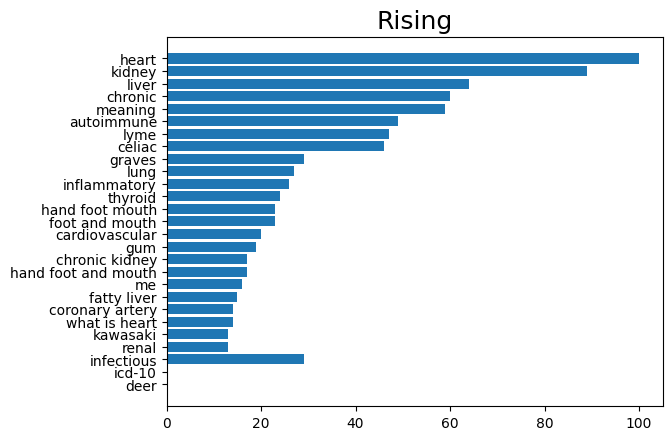 Rising
heart
kidney
liver
chronic
meaning
autoimmune
lyme
celiac
graves
lung
inflammatory
thyroid
hand foot mouth
foot and mouth
cardiovascular
gum
chronic kidney
hand foot and mouth
me
fatty liver
coronary artery
what is heart
kawasaki
renal
infectious
icd-10
deer
0 20 40 60 80 100